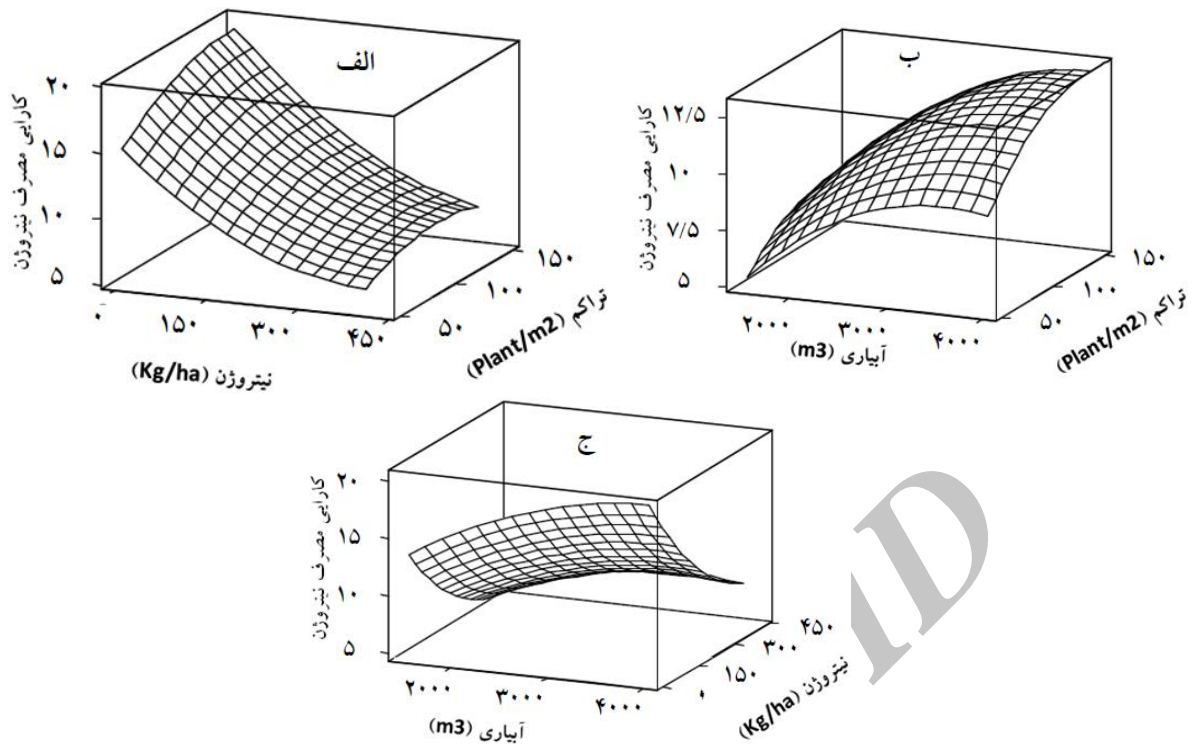 الف
کارایی مصرف نیتروژن
۲۰
۱۵
۱۰
۵
۰
۱۵۰
۳۰۰
۴۵۰
نیتروژن (Kg/ha)
۵۰
۱۰۰
۱۵۰
تراکم (Plant/m2)
ب
کارایی مصرف نیتروژن
۱۲/۵
۱۰
۷/۵
۵
۲۰۰۰
۳۰۰۰
۴۰۰۰
آبیاری (m3)
۵۰
۱۰۰
۱۵۰
تراکم (Plant/m2)
ج
کارایی مصرف نیتروژن
۲۰
۱۵
۱۰
۵
۲۰۰۰
۳۰۰۰
۴۰۰۰
آبیاری (m3)
۰
۱۵۰
۳۰۰
۴۵۰
نیتروژن (Kg/ha)